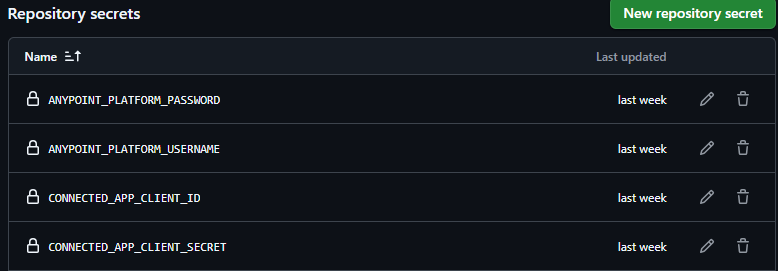 Repository secrets
New repository secret
Name
Last updated
ANYPOINT_PLATFORM_PASSWORD
last week
ANYPOINT_PLATFORM_USERNAME
last week
CONNECTED_APP_CLIENT_ID
last week
CONNECTED_APP_CLIENT_SECRET
last week